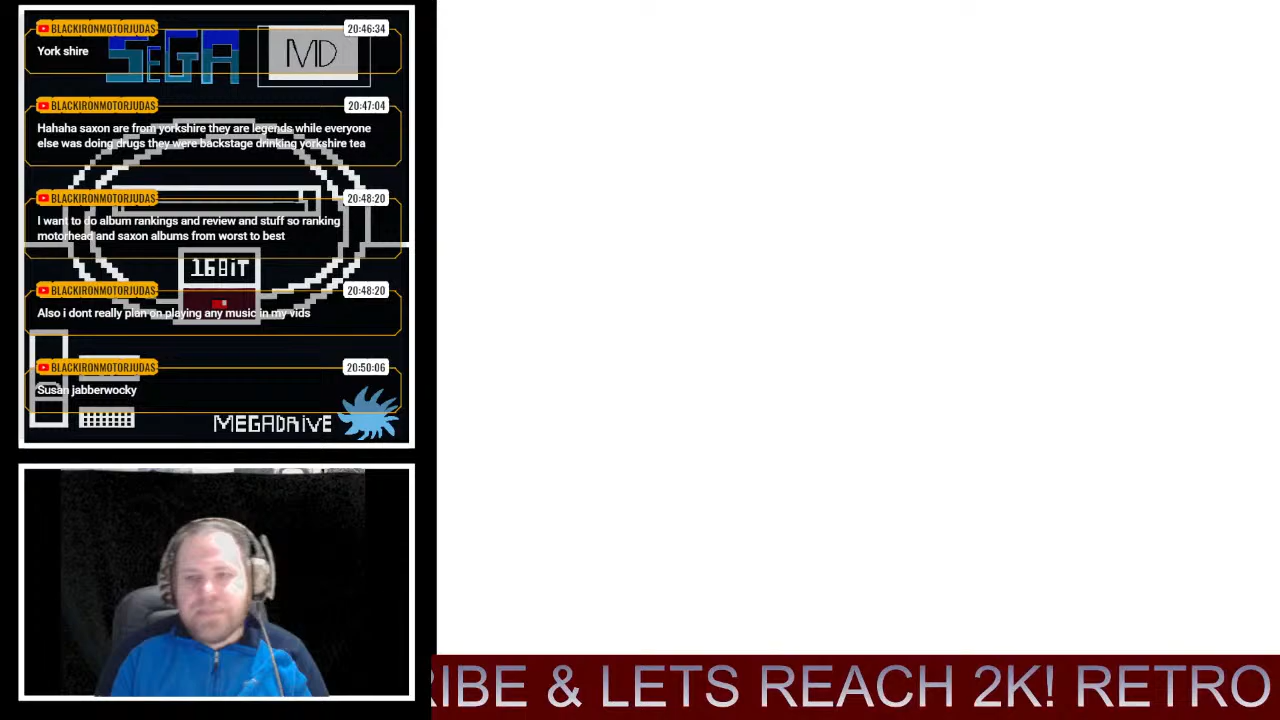 SEGA
MD
BLACKIRONMOTORJUDAS 20:46:34
York shire
BLACKIRONMOTORJUDAS 20:47:04
Hahaha saxon are from yorkshire they are legends while everyone
else was doing drugs they were backstage drinking yorkshire tea
BLACKIRONMOTORJUDAS 20:48:20
I want to do album rankings and review and stuff so ranking
motorhead and saxon albums from worst to best
16BiT
BLACKIRONMOTORJUDAS 20:48:20
Also i dont really plan on playing any music in my vids
BLACKIRONMOTORJUDAS 20:50:06
Susan jabberwocky
MEGADRiVE
RIBE & LETS REACH 2K! RETRO